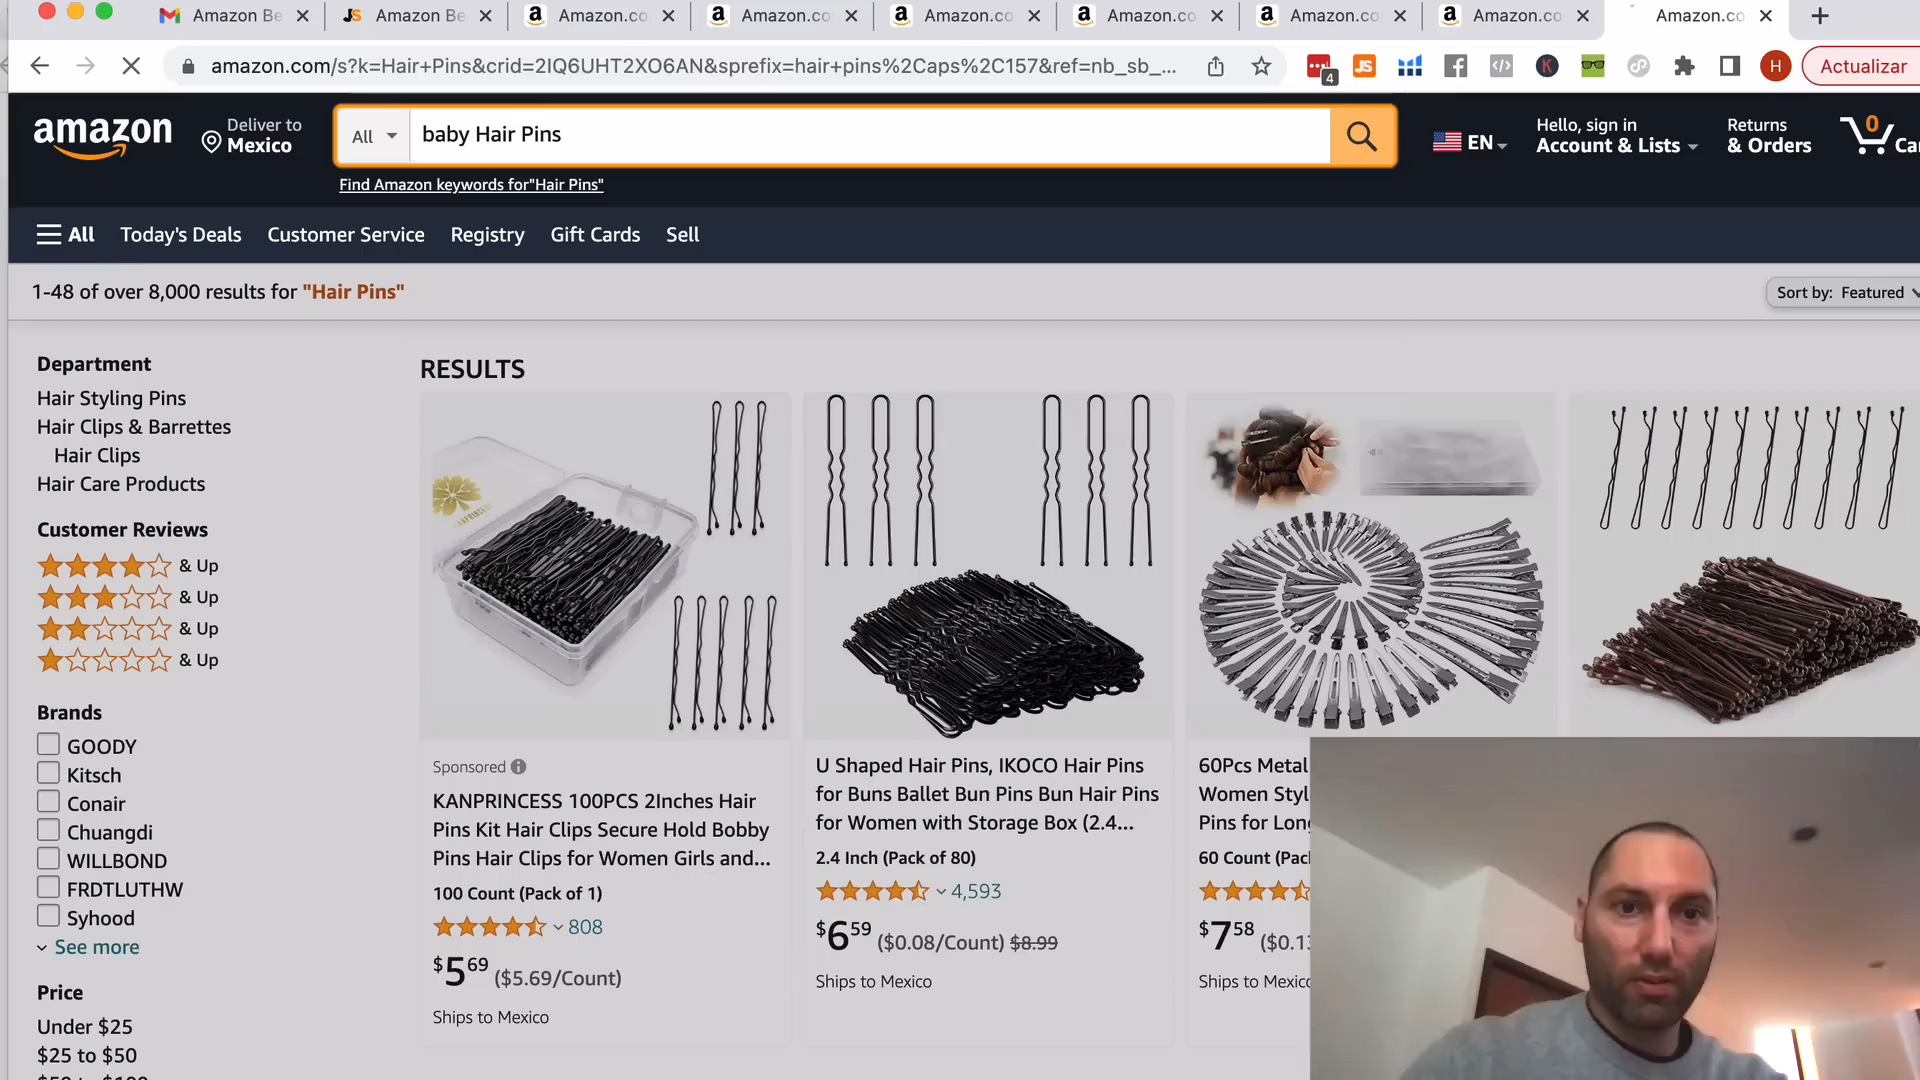 Amazon Be
Amazon Be
Amazon.co
Amazon.co
Amazon.co
Amazon.co
Amazon.co
Amazon.co
Amazon.co
amazon.com/s?k=Hair+Pins&crid=2IQ6UHT2XO6AN&sprefix=hair+pins%2Caps%2C157&ref=nb_sb_...
4
JS
H
Actualizar
amazon
Deliver to
Mexico
All
baby Hair Pins
Find Amazon keywords for"Hair Pins"
EN
Hello, sign in
Account & Lists
Returns
& Orders
0
Ca
All
Today's Deals
Customer Service
Registry
Gift Cards
Sell
1-48 of over 8,000 results for "Hair Pins"
Sort by: Featured
Department
Hair Styling Pins
Hair Clips & Barrettes
Hair Clips
Hair Care Products
Customer Reviews
& Up
& Up
& Up
& Up
Brands
GOODY
Kitsch
Conair
Chuangdi
WILLBOND
FRDTLUTHW
Syhood
See more
Price
Under $25
$25 to $50
RESULTS
Sponsored
KANPRINCESS 100PCS 2Inches Hair
Pins Kit Hair Clips Secure Hold Bobby
Pins Hair Clips for Women Girls and...
100 Count (Pack of 1)
808
$5.69 ($5.69/Count)
Ships to Mexico
U Shaped Hair Pins, IKOCO Hair Pins
for Buns Ballet Bun Pins Bun Hair Pins
for Women with Storage Box (2.4...
2.4 Inch (Pack of 80)
4,593
$6.59 ($0.08/Count) $8.99
Ships to Mexico
60Pcs Metal
Women Styl
Pins for Long
60 Count (Pac
$7.58 ($0.13
Ships to Mexico